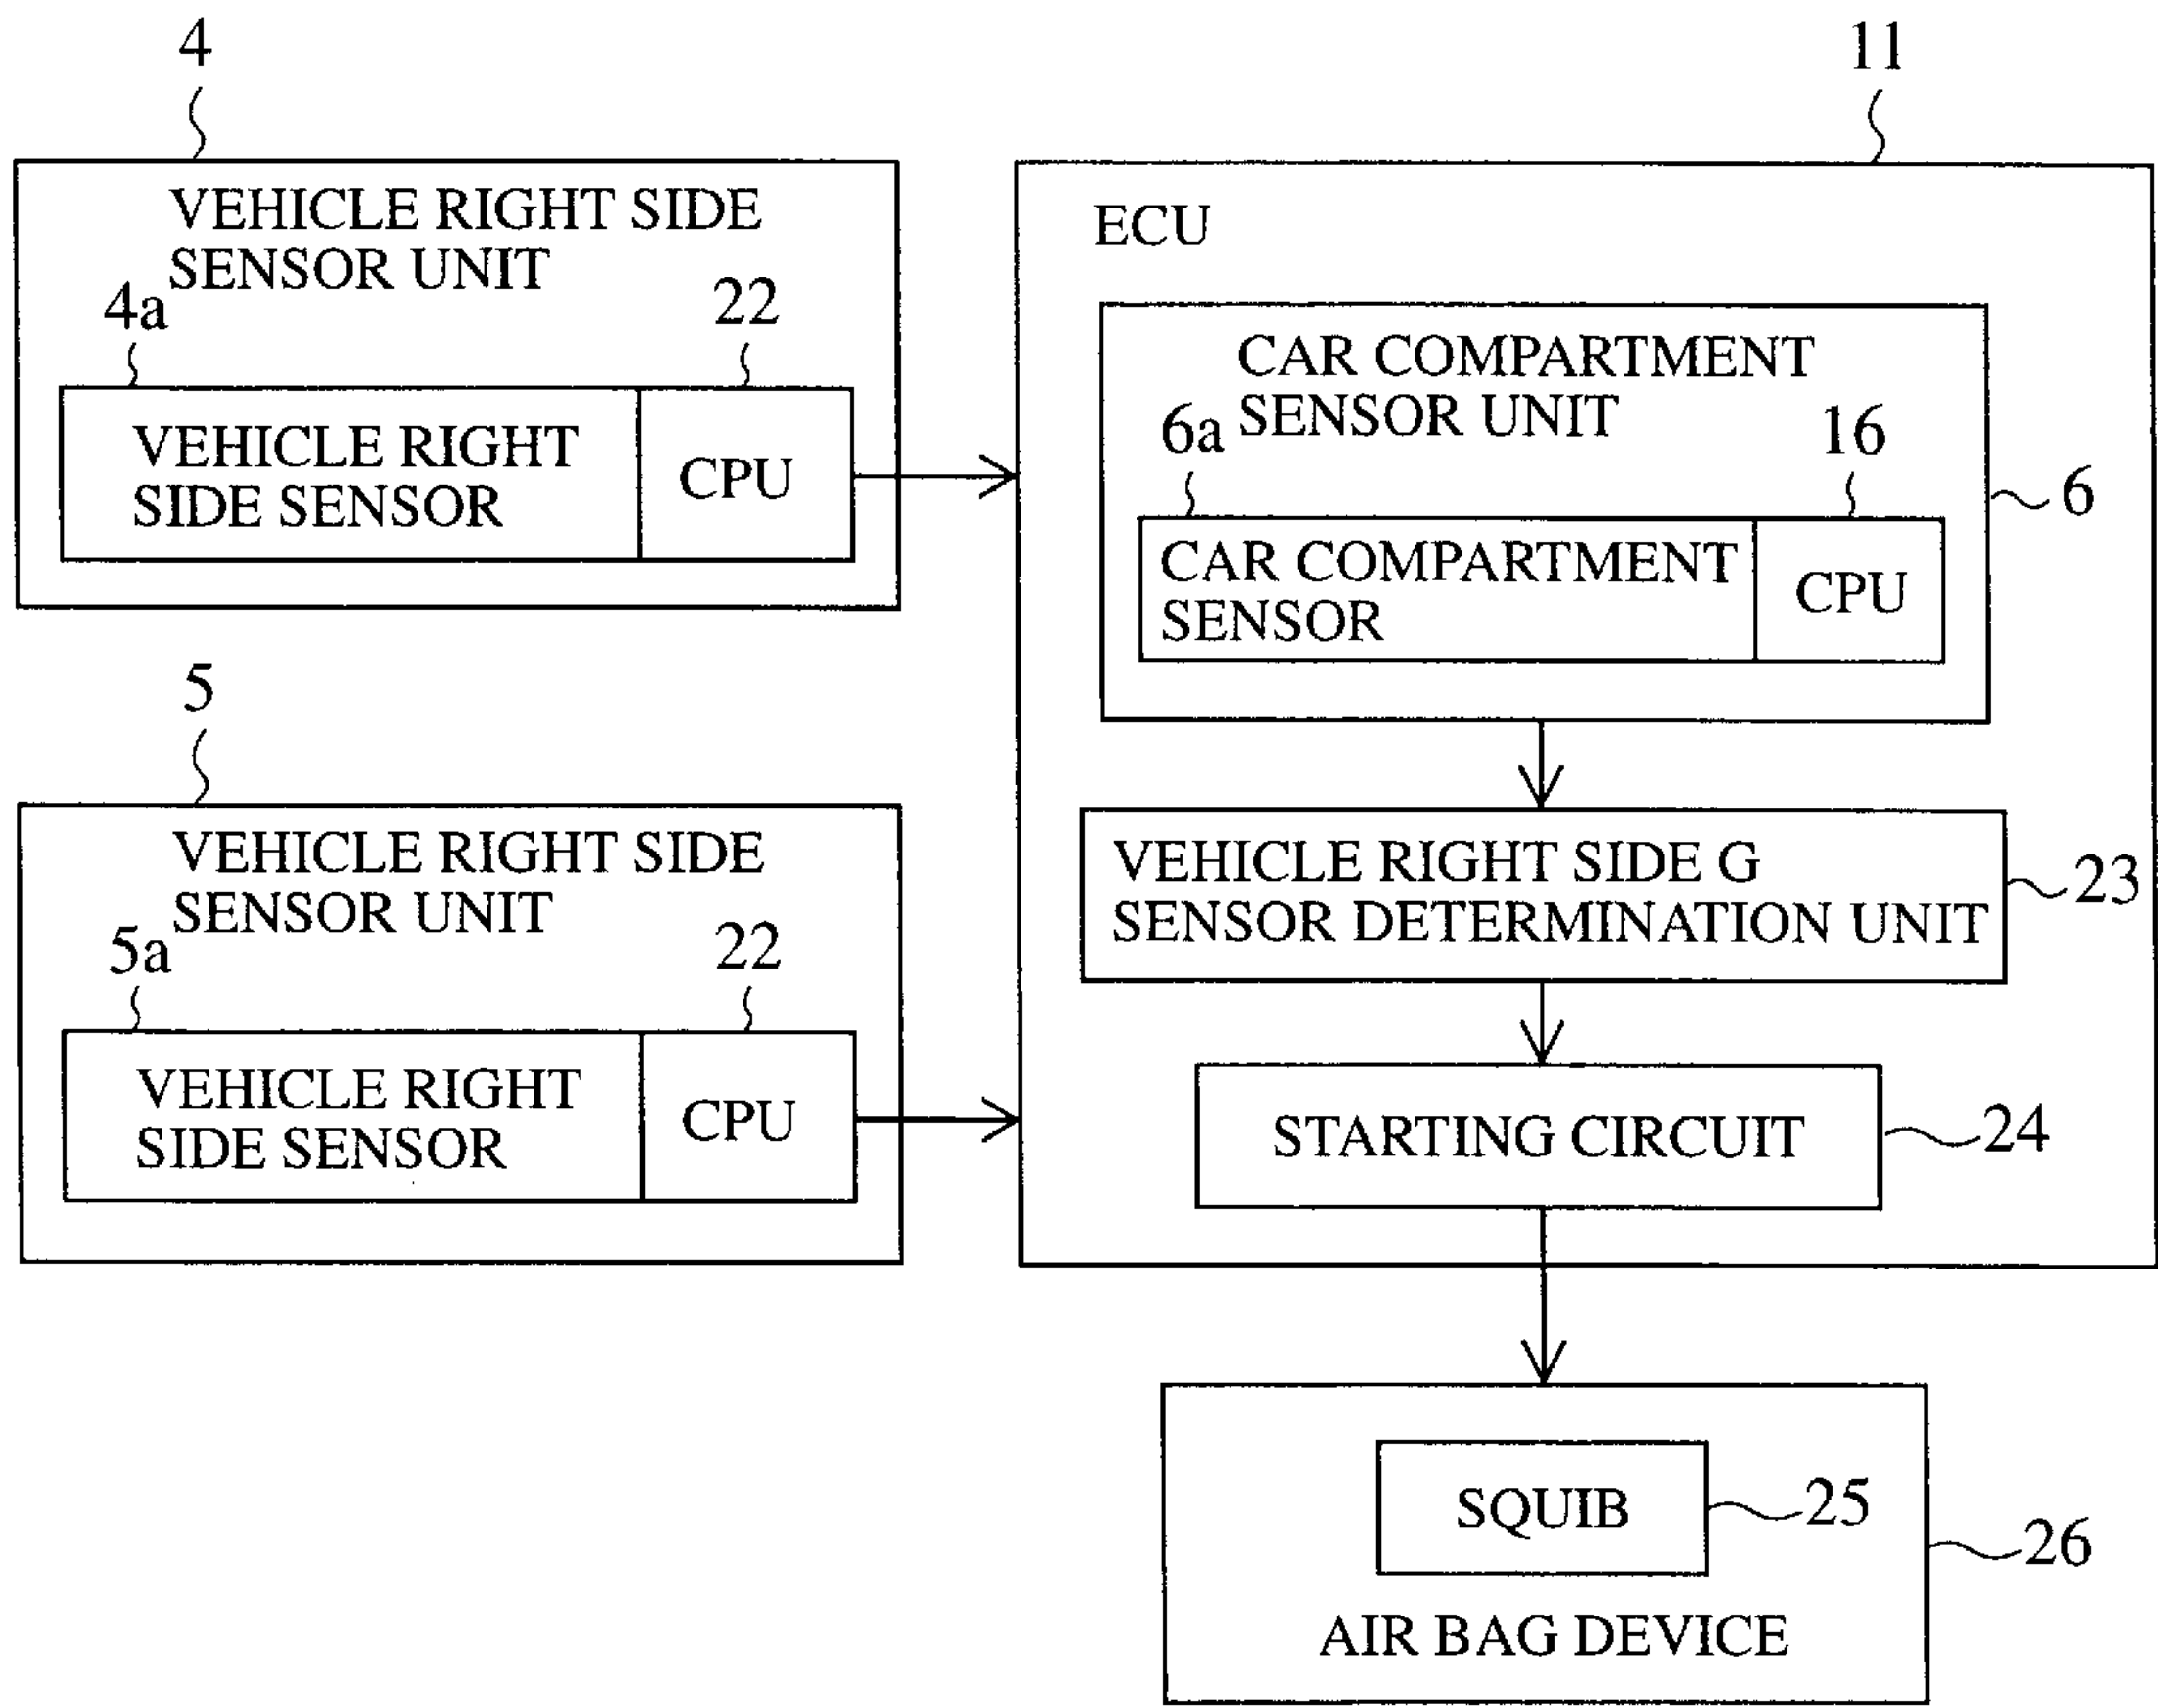 4
VEHICLE RIGHT SIDE
SENSOR UNIT
4a
22
VEHICLE RIGHT
SIDE SENSOR
CPU
5
VEHICLE RIGHT SIDE
SENSOR UNIT
5a
22
VEHICLE RIGHT
SIDE SENSOR
CPU
11
ECU
CAR COMPARTMENT
SENSOR UNIT
6a
16
6
CAR COMPARTMENT
SENSOR
CPU
VEHICLE RIGHT SIDE G
SENSOR DETERMINATION UNIT
23
STARTING CIRCUIT
24
SQUIB
25
26
AIR BAG DEVICE